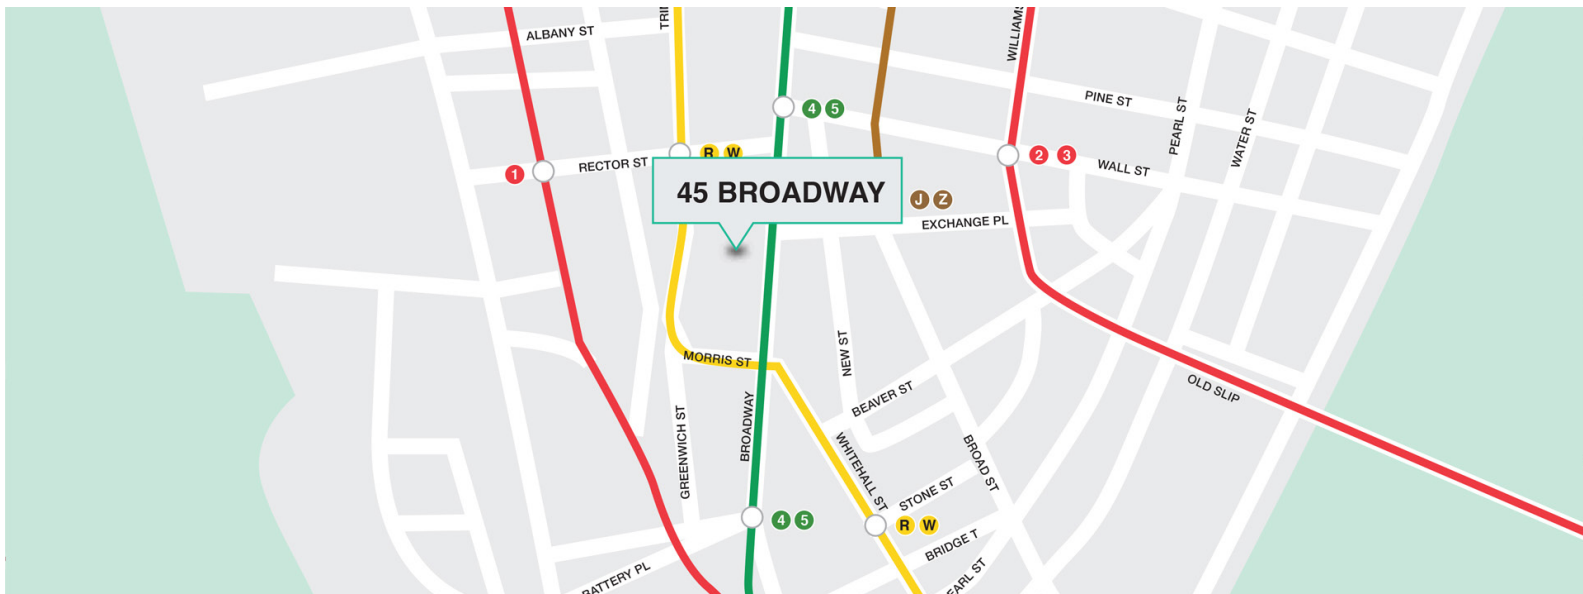 ALBANY ST
TRI
WILLIAMS
PINE ST
PEARL ST
WATER ST
4 5
R W
2 3
1
RECTOR ST
WALL ST
45 BROADWAY
J Z
EXCHANGE PL
MORRIS ST
NEW ST
BEAVER ST
OLD SLIP
BROADWAY
GREENWICH ST
WHITEHALL ST
BROAD ST
STONE ST
4 5
R W
BRIDGE T
BATTERY PL
EARL ST